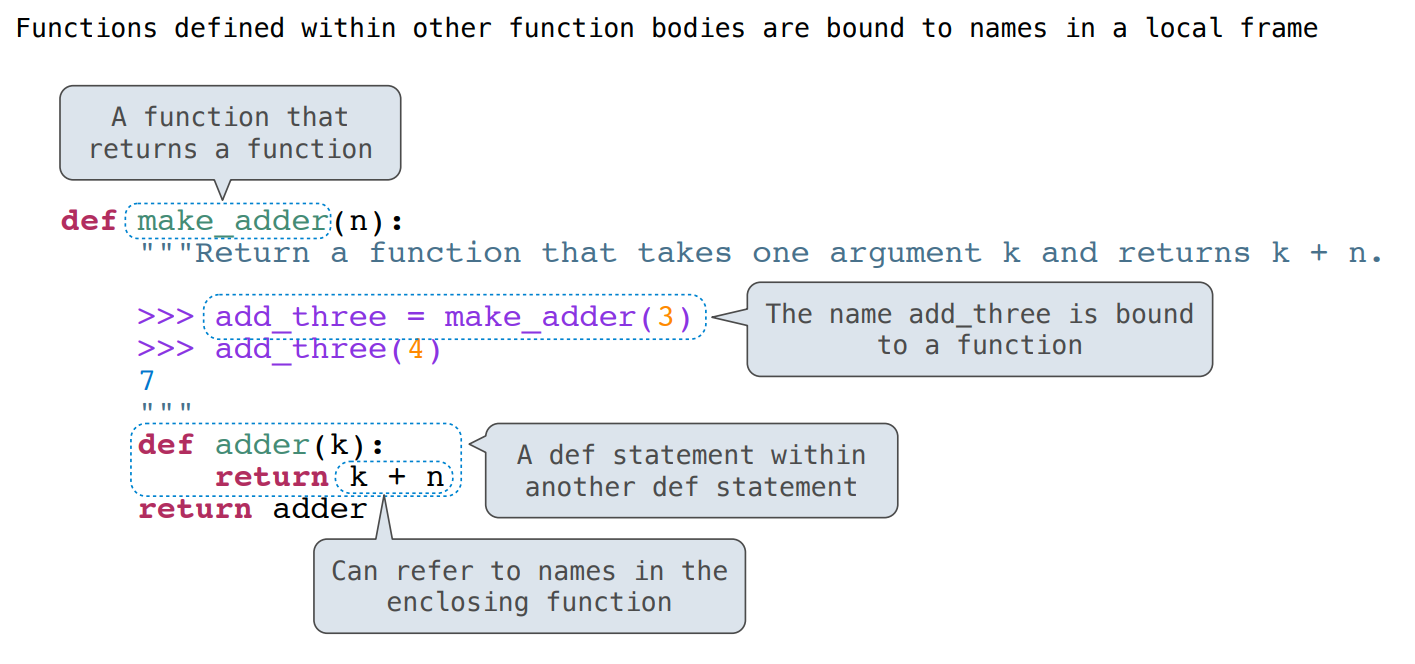 Functions defined within other function bodies are bound to names in a local frame
A function that
returns a function
def make_adder(n):
"""Return a function that takes one argument k and returns k + n.
>>> add_three = make_adder(3)
The name add_three is bound
to a function
>>> add_three(4)
7
"""
def adder(k):
return k + n
return adder
A def statement within
another def statement
Can refer to names in the
enclosing function